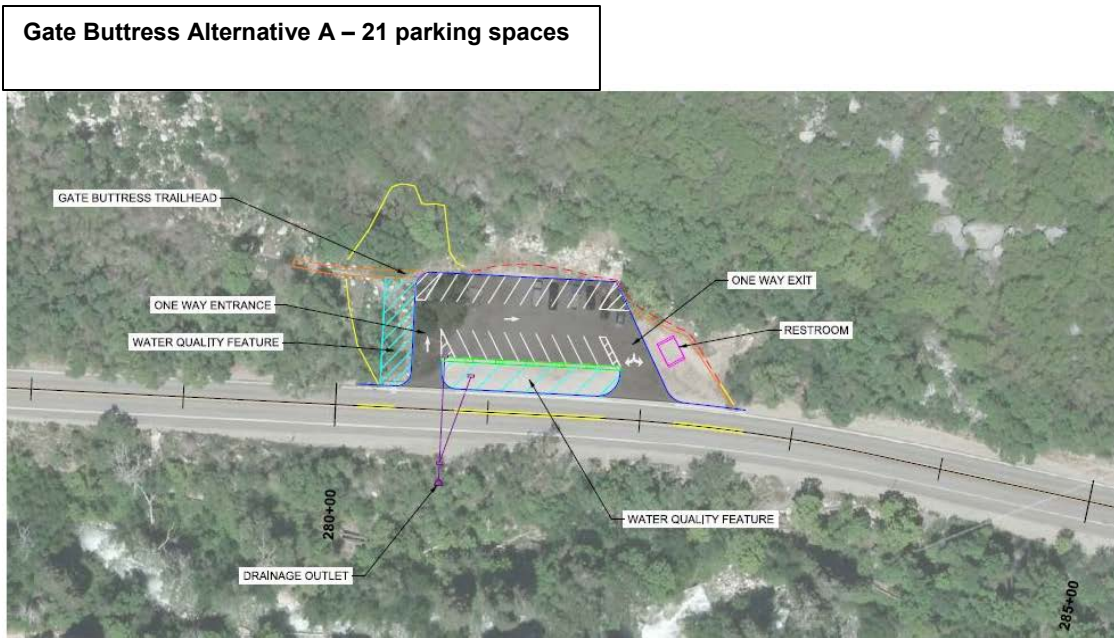 Gate Buttress Alternative A – 21 parking spaces
GATE BUTTRESS TRAILHEAD
ONE WAY ENTRANCE
WATER QUALITY FEATURE
ONE WAY EXIT
RESTROOM
WATER QUALITY FEATURE
DRAINAGE OUTLET
280+00
285+00